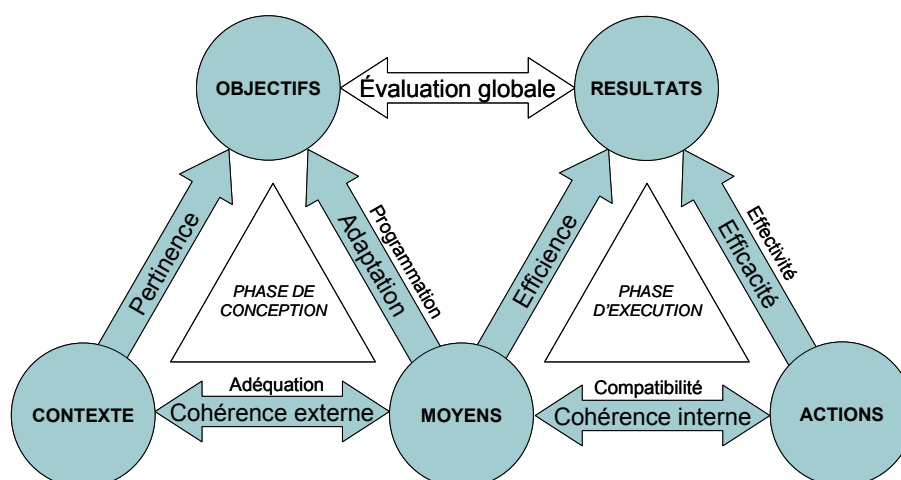 OBJECTIFS
Évaluation globale
RESULTATS
Pertinence
Programmation
Adaptation
Efficience
Effectivité
Efficacité
PHASE DE
CONCEPTION
PHASE
D'EXECUTION
CONTEXTE
Adéquation
Cohérence externe
MOYENS
Compatibilité
Cohérence interne
ACTIONS